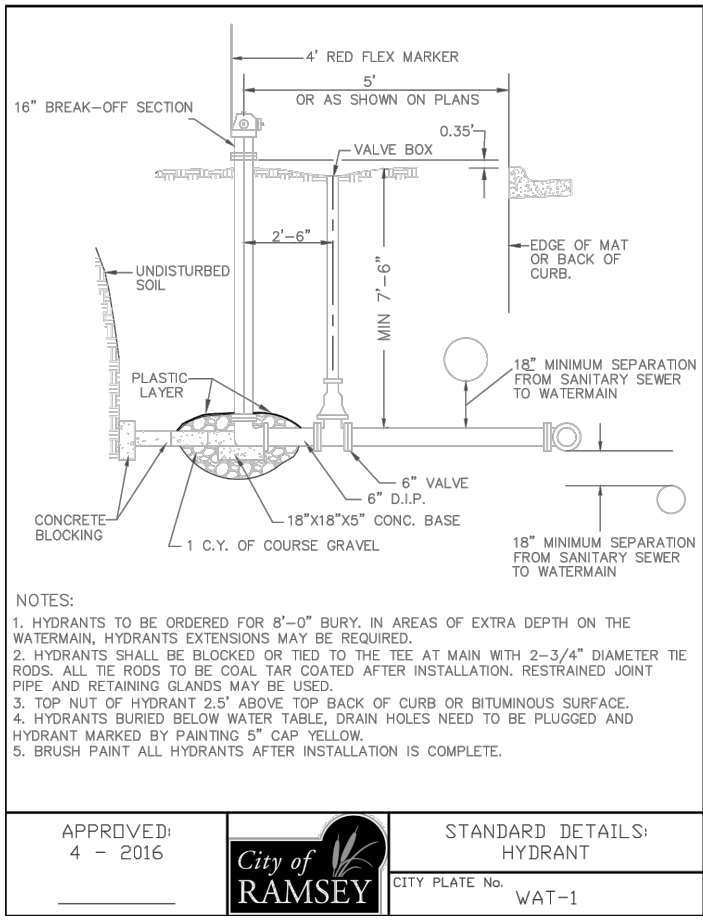 4' RED FLEX MARKER
5'
OR AS SHOWN ON PLANS
16" BREAK-OFF SECTION
0.35'
VALVE BOX
2'-6"
EDGE OF MAT
OR BACK OF
CURB.
UNDISTURBED
SOIL
MIN 7'-6"
18" MINIMUM SEPARATION
FROM SANITARY SEWER
TO WATERMAIN
PLASTIC
LAYER
6" VALVE
6" D.I.P.
CONCRETE
BLOCKING
18"X18"X5" CONC. BASE
1 C.Y. OF COURSE GRAVEL
18" MINIMUM SEPARATION
FROM SANITARY SEWER
TO WATERMAIN
NOTES:
1. HYDRANTS TO BE ORDERED FOR 8'-0" BURY. IN AREAS OF EXTRA DEPTH ON THE
WATERMAIN, HYDRANTS EXTENSIONS MAY BE REQUIRED.
2. HYDRANTS SHALL BE BLOCKED OR TIED TO THE TEE AT MAIN WITH 2-3/4" DIAMETER TIE
RODS. ALL TIE RODS TO BE COAL TAR COATED AFTER INSTALLATION. RESTRAINED JOINT
PIPE AND RETAINING GLANDS MAY BE USED.
3. TOP NUT OF HYDRANT 2.5' ABOVE TOP BACK OF CURB OR BITUMINOUS SURFACE.
4. HYDRANTS BURIED BELOW WATER TABLE, DRAIN HOLES NEED TO BE PLUGGED AND
HYDRANT MARKED BY PAINTING 5" CAP YELLOW.
5. BRUSH PAINT ALL HYDRANTS AFTER INSTALLATION IS COMPLETE.
APPROVED:
4 - 2016
City of
RAMSEY
STANDARD DETAILS:
HYDRANT
CITY PLATE No.
WAT-1